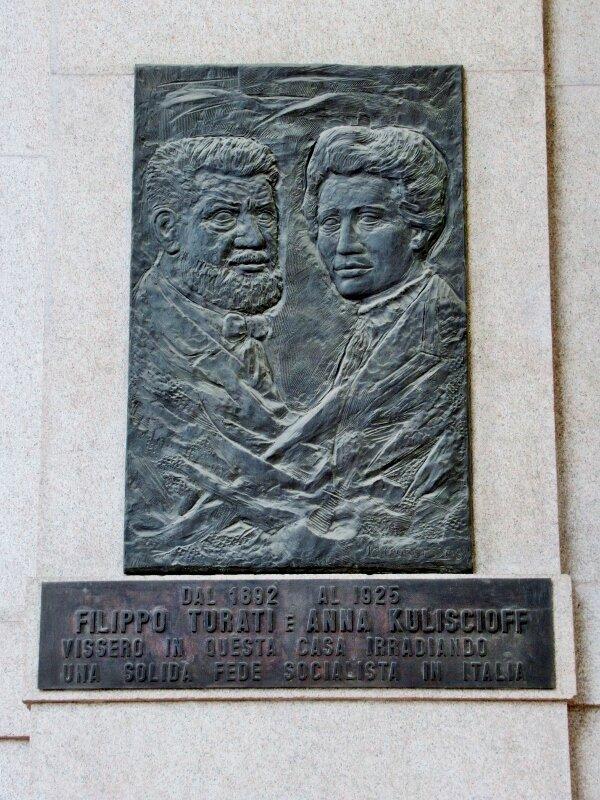 DAL 1892 AL 1925
FILIPPO TURATI E ANNA KULISCIOFF
VISSERO IN QUESTA CASA IRRADIANDO
UNA SOLIDA FEDE SOCIALISTA IN ITALIA